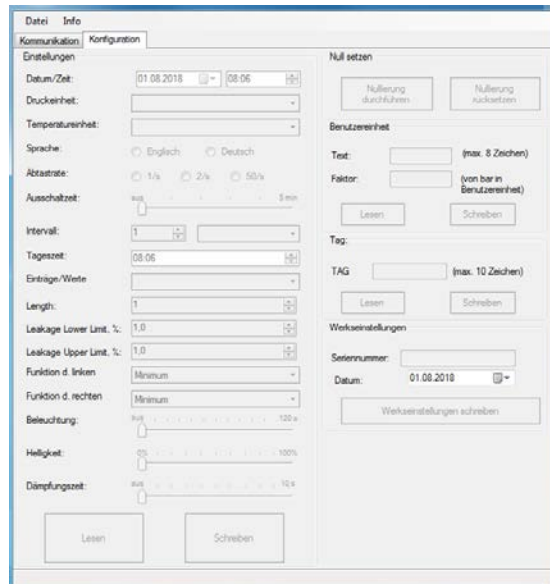 Datei Info
Kommunikation Konfiguration
Einstellungen
Datum/Zeit: 01.08.2018 08:06
Druckeinheit:
Temperatureinheit:
Sprache: Englisch Deutsch
Abtastrate: 1/s 2/s 50/s
Ausschaltzeit: aus 5 min
Intervall: 1
Tageszeit: 08:06
Einträge/Werte
Length: 1
Leakage Lower Limit, %: 1,0
Leakage Upper Limit, %: 1,0
Funktion d. linken Minimum
Funktion d. rechten Minimum
Beleuchtung: aus 120 s
Helligkeit: 0% 100%
Dämpfungszeit: aus 10 s
Lesen Schreiben
Null setzen
Nullierung durchführen
Nullierung rücksetzen
Benutzereinheit
Text: (max. 8 Zeichen)
Faktor: (von bar in
Benutzereinheit)
Lesen Schreiben
Tag:
TAG (max. 10 Zeichen)
Lesen Schreiben
Werkseinstellungen
Seriennummer:
Datum: 01.08.2018
Werkseinstellungen schreiben